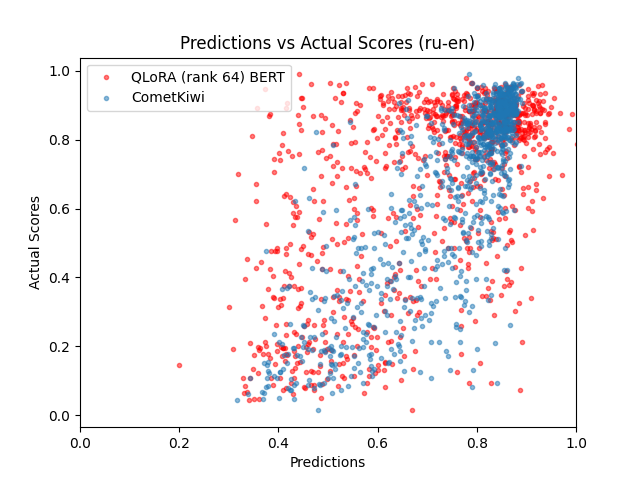 Predictions vs Actual Scores (ru-en)
QLoRA (rank 64) BERT
CometKiwi
Actual Scores
1.0
0.8
0.6
0.4
0.2
0.0
0.0 0.2 0.4 0.6 0.8 1.0
Predictions